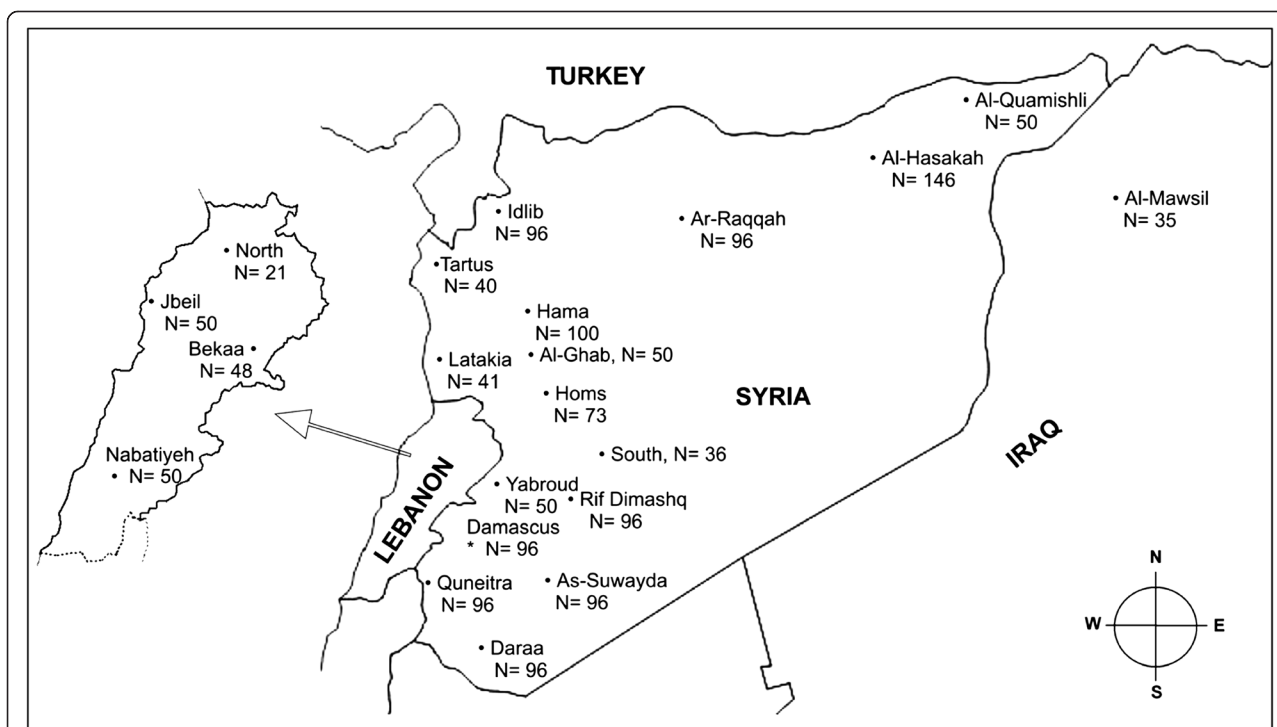 TURKEY
Al-Quamishli
N= 50
Al-Hasakah
N= 146
Al-Mawsil
N= 35
Idlib
N= 96
Ar-Raqqah
N= 96
North
N= 21
Tartus
N= 40
Jbeil
N= 50
Hama
N= 100
Bekaa
N= 48
Al-Ghab, N= 50
Latakia
N= 41
Homs
N= 73
SYRIA
IRAQ
Nabatiyeh
N= 50
South, N= 36
LEBANON
Yabroud
N= 50
Rif Dimashq
N= 96
Damascus
* N= 96
Quneitra
N= 96
As-Suwayda
N= 96
Daraa
N= 96
N
W
E
S